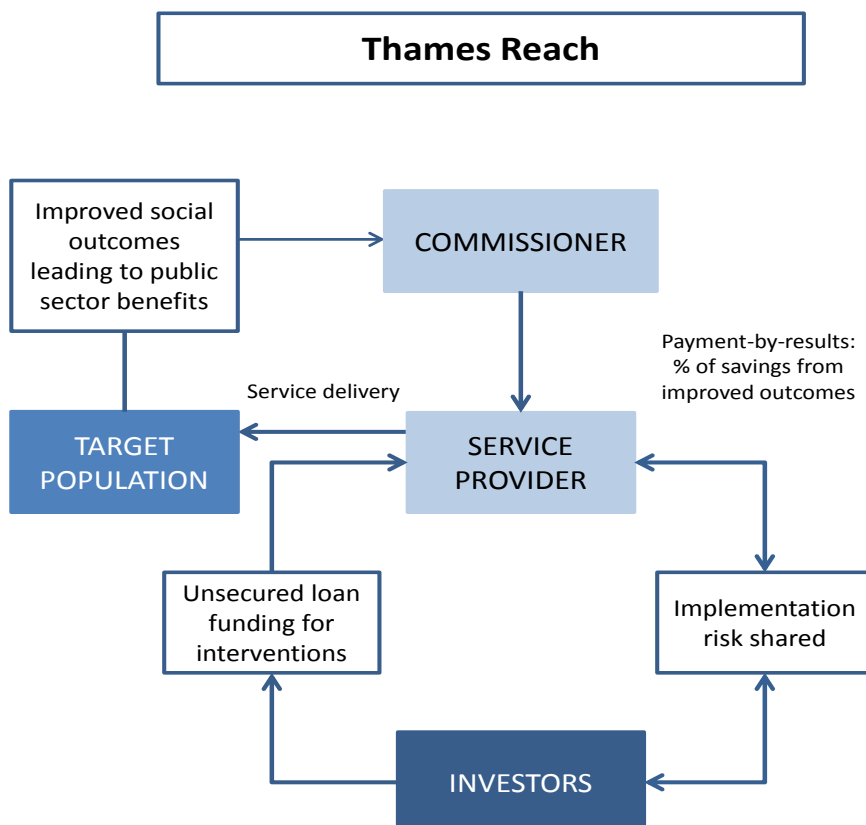 Thames Reach
Improved social
outcomes
leading to public
sector benefits
COMMISSIONER
Payment-by-results:
% of savings from
improved outcomes
Service delivery
TARGET
POPULATION
SERVICE
PROVIDER
Unsecured loan
funding for
interventions
Implementation
risk shared
INVESTORS